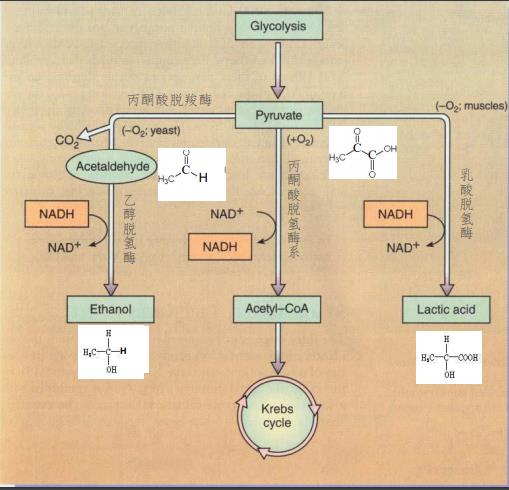 Glycolysis
丙酮酸脱羧酶
Pyruvate
(−O2; muscles)
(−O2; yeast)
CO2
(+O2)
Acetaldehyde
O
H3C
C
H
O
H3C
C
C
OH
O
乙醇脱氢酶
丙酮酸脱氢酶系
乳酸脱氢酶
NADH
NAD+
NAD+
NADH
NADH
NAD+
Ethanol
Acetyl–CoA
Lactic acid
H
H3C—C—H
OH
H
H3C—C—COOH
OH
Krebs
cycle